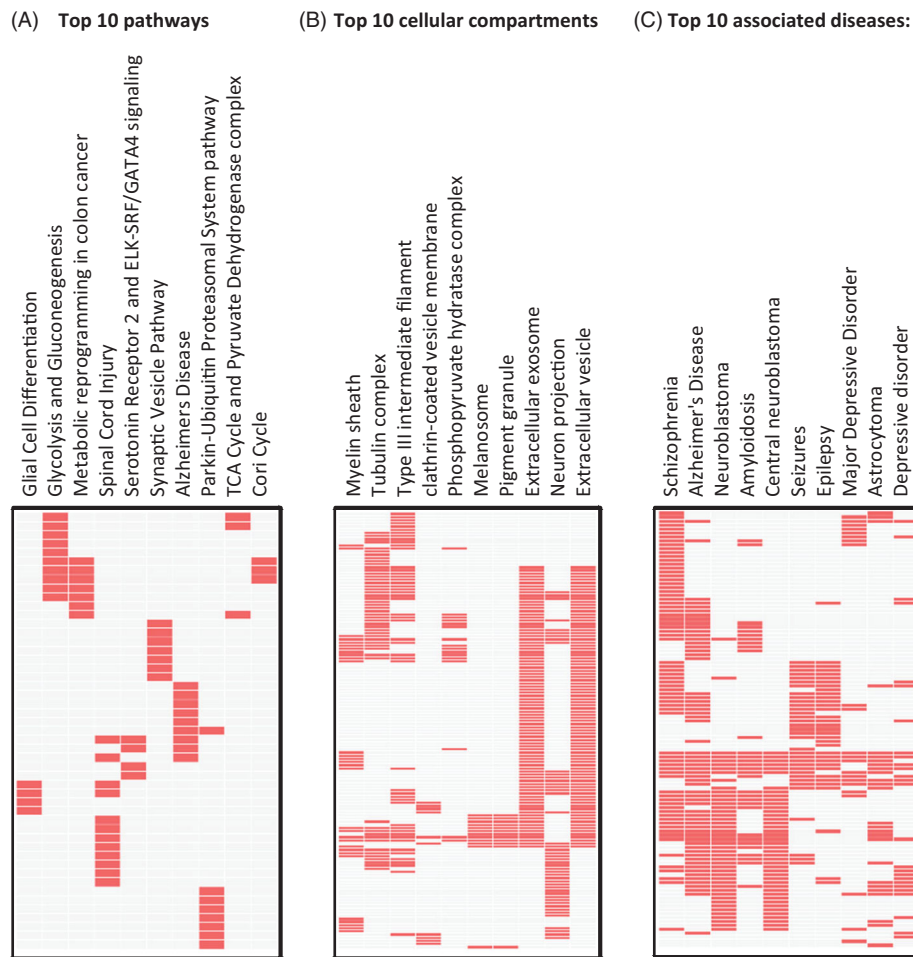 (A) Top 10 pathways
Glial Cell Differentiation
Glycolysis and Gluconeogenesis
Metabolic reprogramming in colon cancer
Spinal Cord Injury
Serotonin Receptor 2 and ELK-SRF/GATA4 signaling
Synaptic Vesicle Pathway
Alzheimers Disease
Parkin-Ubiquitin Proteasomal System pathway
TCA Cycle and Pyruvate Dehydrogenase complex
Cori Cycle
(B) Top 10 cellular compartments
Myelin sheath
Tubulin complex
Type III intermediate filament
clathrin-coated vesicle membrane
Phosphopyruvate hydratase complex
Melanosome
Pigment granule
Extracellular exosome
Neuron projection
Extracellular vesicle
(C) Top 10 associated diseases:
Schizophrenia
Alzheimer's Disease
Neuroblastoma
Amyloidosis
Central neuroblastoma
Seizures
Epilepsy
Major Depressive Disorder
Astrocytoma
Depressive disorder